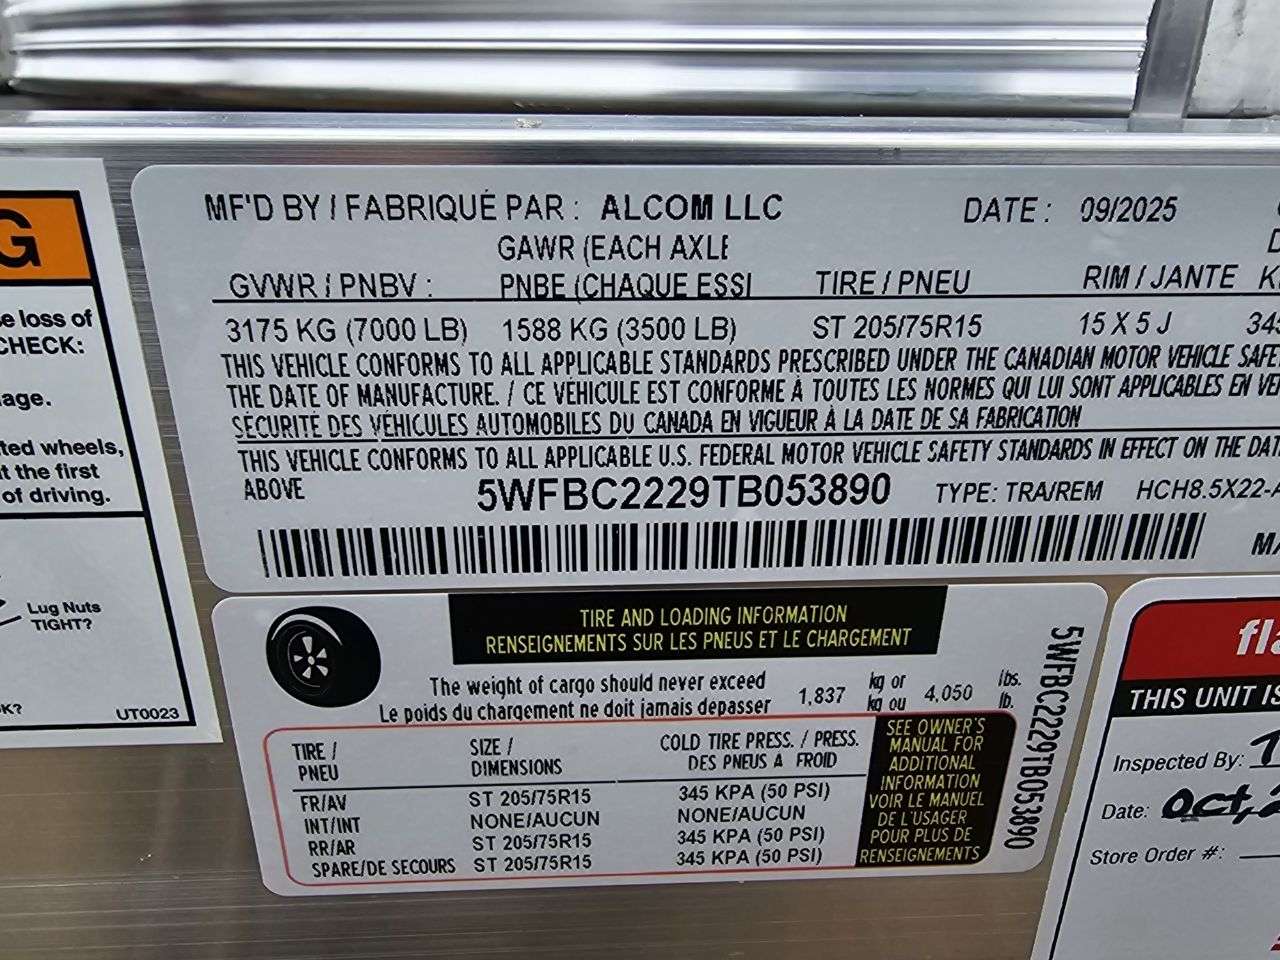 G
e loss of
CHECK:
age.
ted wheels,
t the first
of driving.
Lug Nuts
TIGHT?
K?
UT0023
MF'D BY / FABRIQUÉ PAR : ALCOM LLC DATE : 09/2025
GAWR (EACH AXLE
GVWR / PNBV : PNBE (CHAQUE ESSI TIRE / PNEU RIM / JANTE
3175 KG (7000 LB) 1588 KG (3500 LB) ST 205/75R15 15 X 5 J 34
THIS VEHICLE CONFORMS TO ALL APPLICABLE STANDARDS PRESCRIBED UNDER THE CANADIAN MOTOR VEHICLE SAFE
THE DATE OF MANUFACTURE. / CE VÉHICULE EST CONFORME À TOUTES LES NORMES QUI LUI SONT APPLICABLES EN VE
SÉCURITÉ DES VÉHICULES AUTOMOBILES DU CANADA EN VIGUEUR À LA DATE DE SA FABRICATION
THIS VEHICLE CONFORMS TO ALL APPLICABLE U.S. FEDERAL MOTOR VEHICLE SAFETY STANDARDS IN EFFECT ON THE DAT
ABOVE 5WFBC2229TB053890 TYPE: TRA/REM HCH8.5X22-
TIRE AND LOADING INFORMATION
RENSEIGNEMENTS SUR LES PNEUS ET LE CHARGEMENT
The weight of cargo should never exceed 1,837 kg or 4,050 lbs.
Le poids du chargement ne doit jamais depasser kg ou lb.
TIRE / SIZE / COLD TIRE PRESS. / PRESS.
PNEU DIMENSIONS DES PNEUS A FROID
FR/AV ST 205/75R15 345 KPA (50 PSI)
INT/INT NONE/AUCUN NONE/AUCUN
RR/AR ST 205/75R15 345 KPA (50 PSI)
SPARE/DE SECOURS ST 205/75R15 345 KPA (50 PSI)
SEE OWNER'S
MANUAL FOR
ADDITIONAL
INFORMATION
VOIR LE MANUEL
DE L'USAGER
POUR PLUS DE
RENSEIGNEMENTS
5WFBC2229TB053890
fl
THIS UNIT IS
Inspected By: T
Date: Oct, 2
Store Order #: